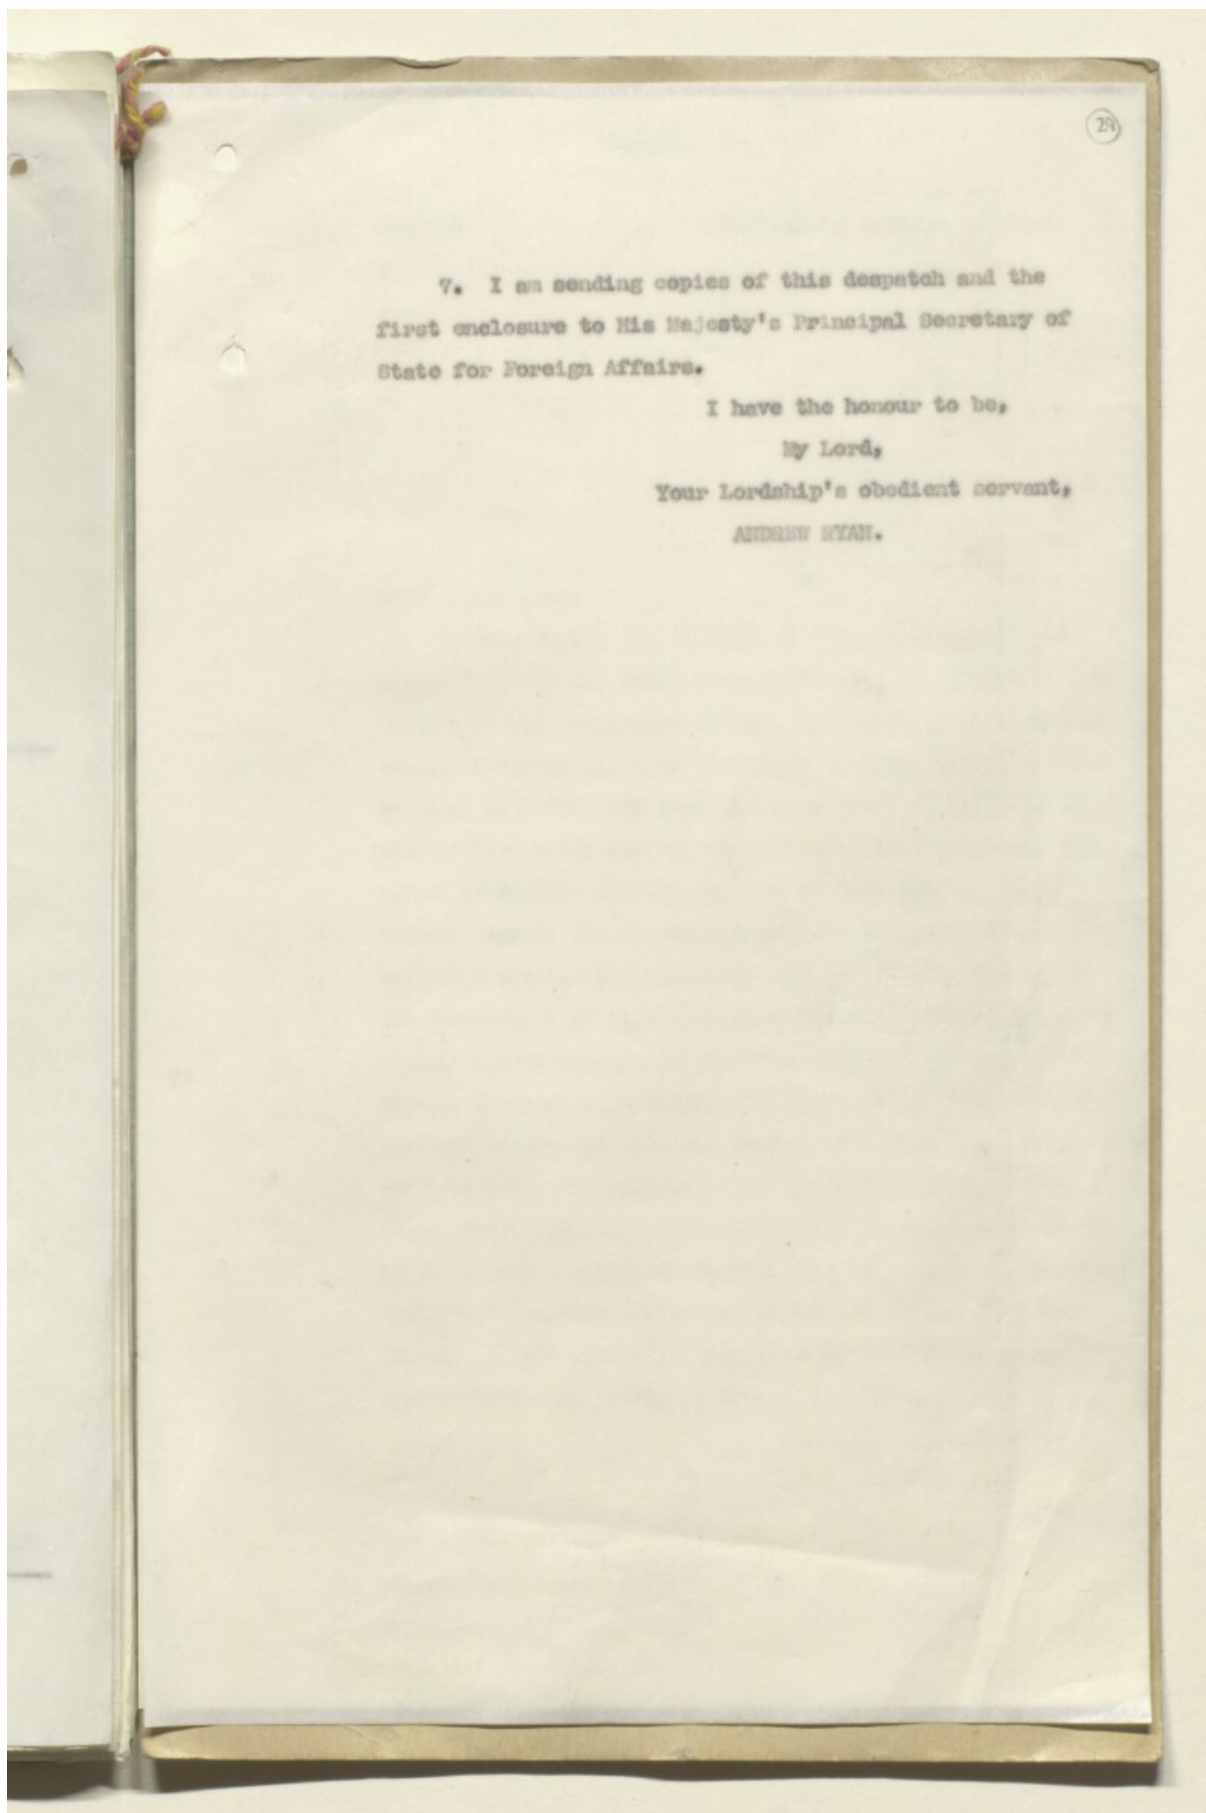 29
7. I am sending copies of this despatch and the
first enclosure to His Majesty's Principal Secretary of
State for Foreign Affairs.
I have the honour to be,
My Lord,
Your Lordship's obedient servant,
ANDREW RYAN.